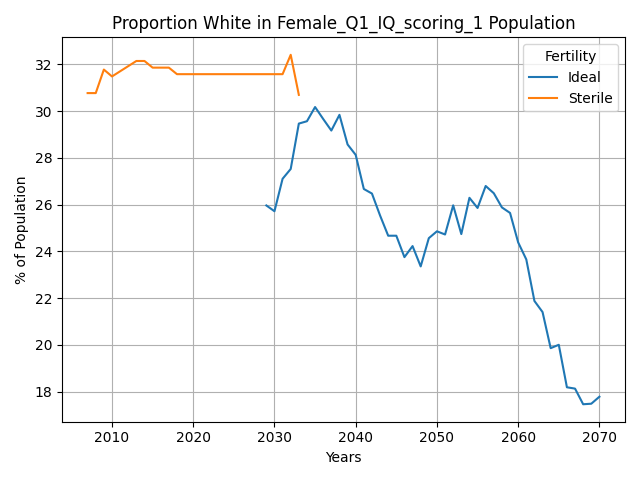 Proportion White in Female_Q1_IQ_scoring_1 Population
Fertility
Ideal
Sterile
% of Population
32
30
28
26
24
22
20
18
2010 2020 2030 2040 2050 2060 2070
Years